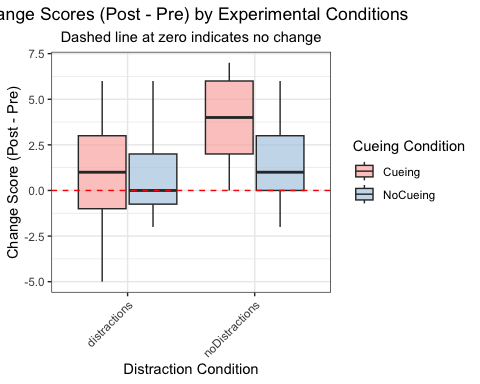 ange Scores (Post - Pre) by Experimental Conditions
Dashed line at zero indicates no change
Change Score (Post - Pre)
7.5
5.0
2.5
0.0
-2.5
-5.0
distractions
noDistractions
Distraction Condition
Cueing Condition
Cueing
NoCueing